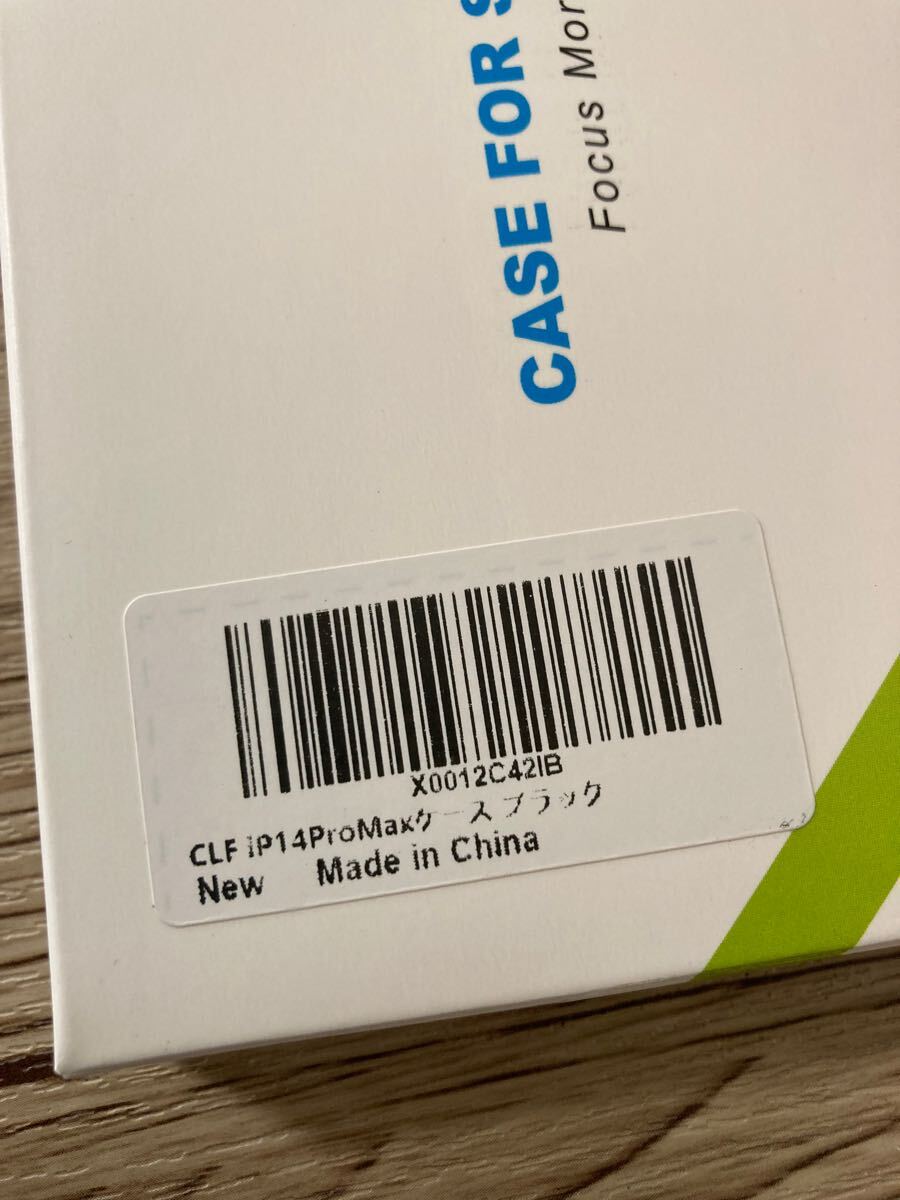 CASE FOR S
Focus Mor
X0012C42IB
CLF iP14ProMaxケースブラック
New Made in China